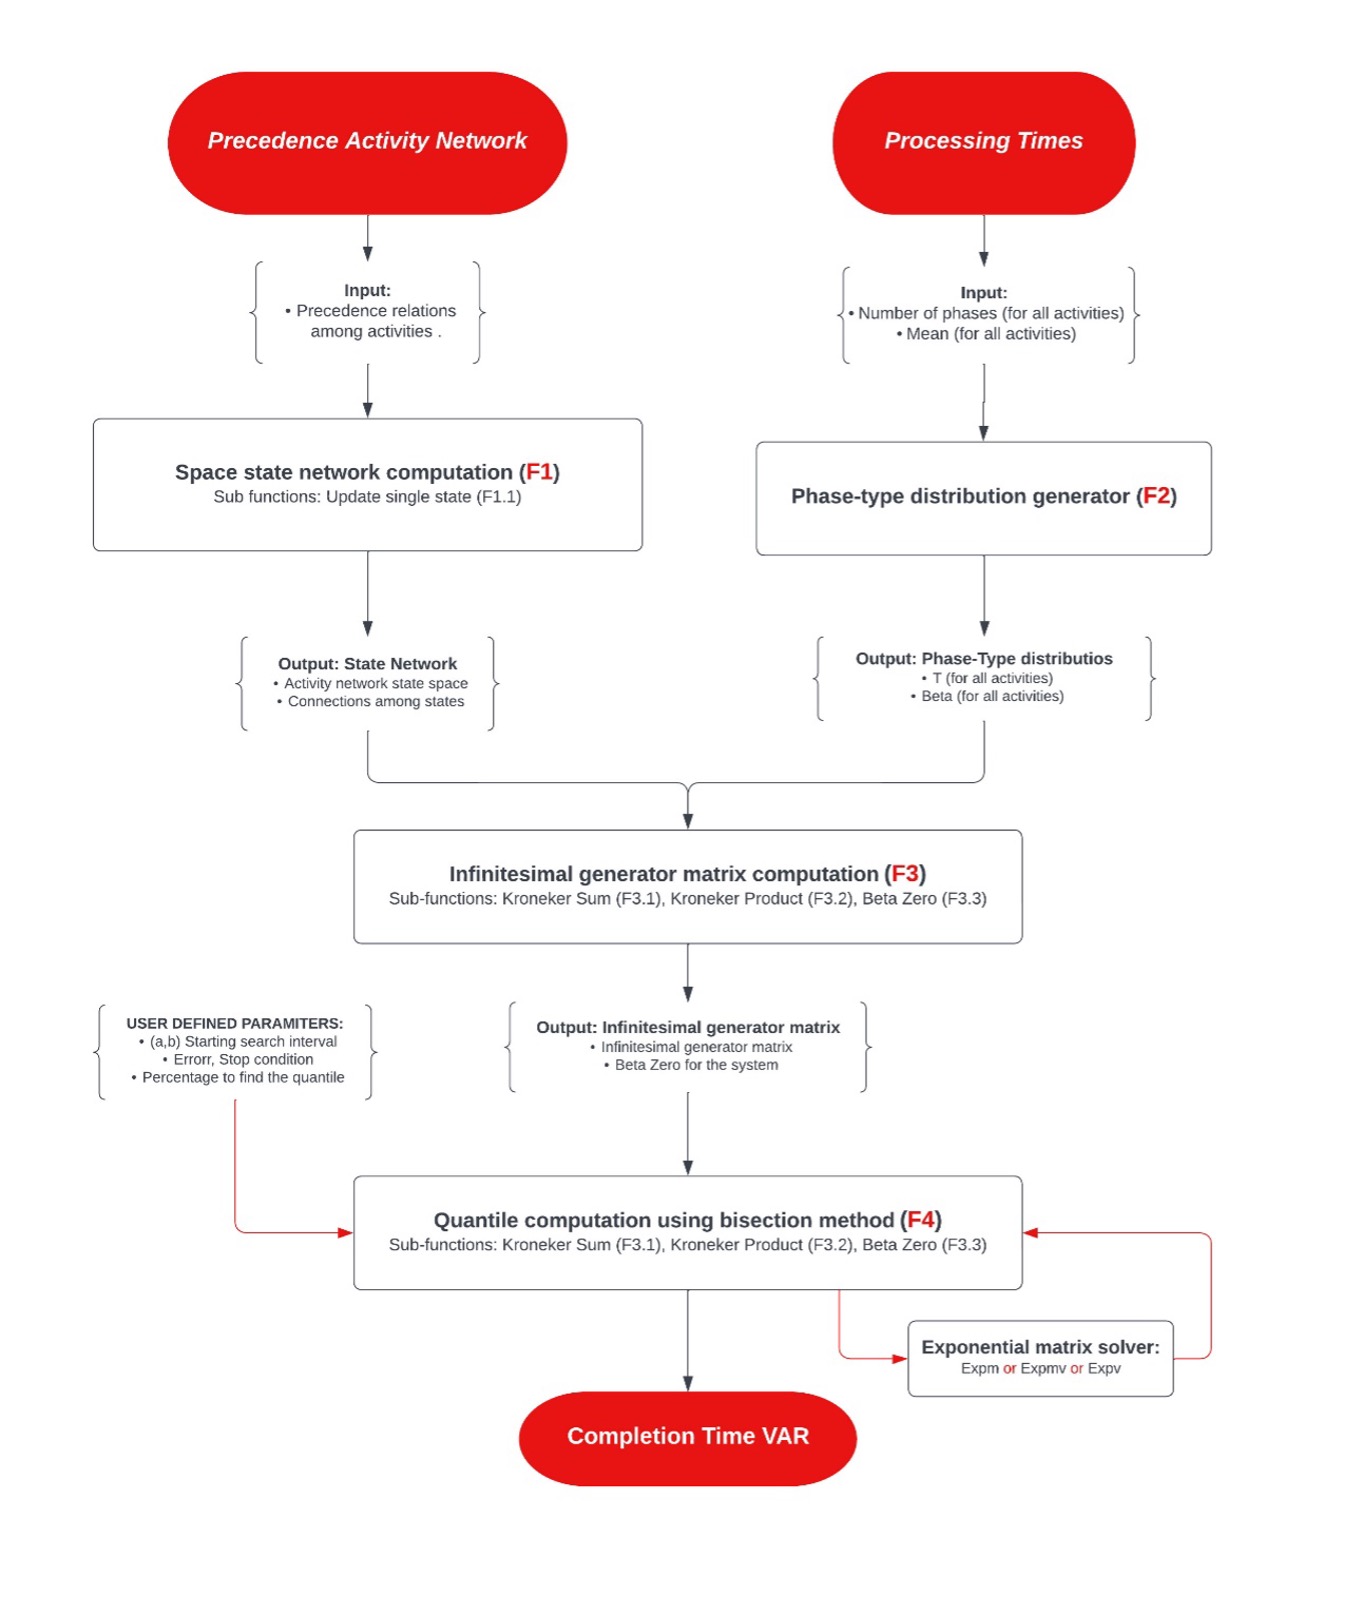 Precedence Activity Network
Processing Times
Input:
• Precedence relations
among activities .
Input:
• Number of phases (for all activities)
• Mean (for all activities)
Space state network computation (F1)
Sub functions: Update single state (F1.1)
Phase-type distribution generator (F2)
Output: State Network
• Activity network state space
• Connections among states
Output: Phase-Type distributios
• T (for all activities)
• Beta (for all activities)
Infinitesimal generator matrix computation (F3)
Sub-functions: Kroneker Sum (F3.1), Kroneker Product (F3.2), Beta Zero (F3.3)
USER DEFINED PARAMITERS:
• (a,b) Starting search interval
• Errorr, Stop condition
• Percentage to find the quantile
Output: Infinitesimal generator matrix
• Infinitesimal generator matrix
• Beta Zero for the system
Quantile computation using bisection method (F4)
Sub-functions: Kroneker Sum (F3.1), Kroneker Product (F3.2), Beta Zero (F3.3)
Exponential matrix solver:
Expm or Expmv or Expv
Completion Time VAR